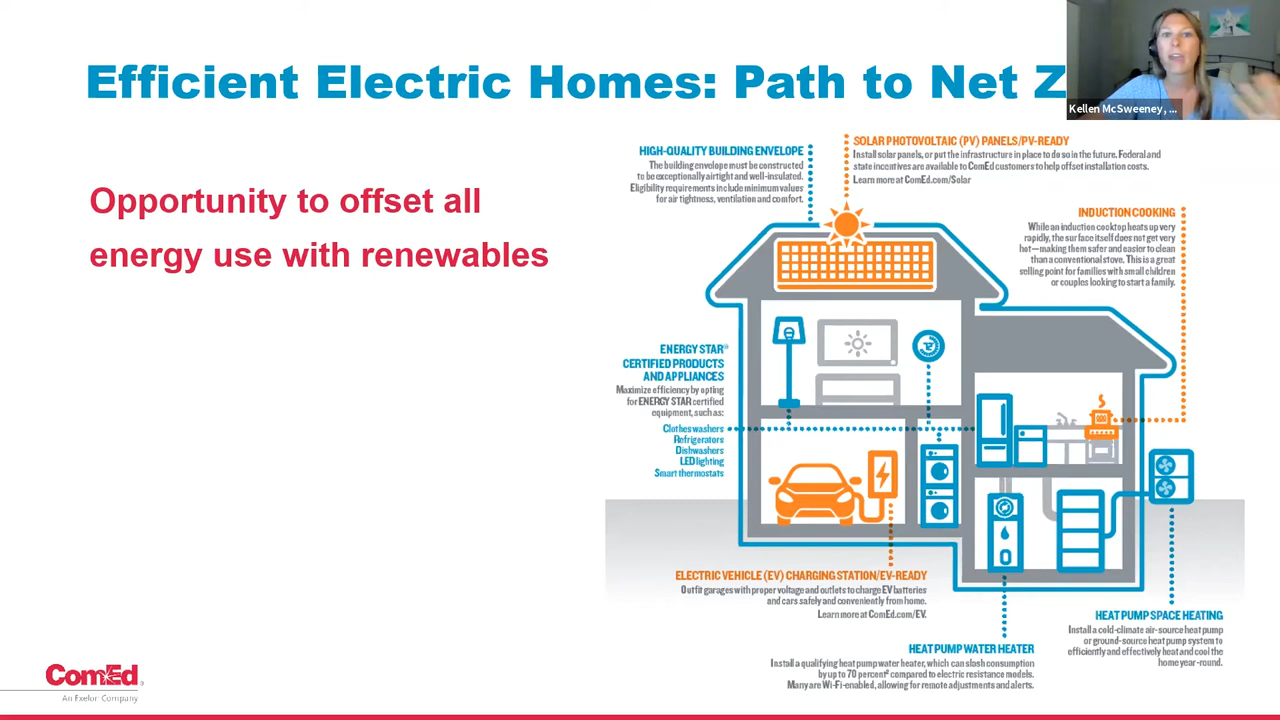 Efficient Electric Homes: Path to Net Z
Kellen McSweeney, ...
Opportunity to offset all
energy use with renewables
HIGH-QUALITY BUILDING ENVELOPE
The building envelope must be constructed
to be exceptionally airtight and well-insulated.
Eligibility requirements include minimum values
for air tightness, ventilation and comfort.
SOLAR PHOTOVOLTAIC (PV) PANELS/PV-READY
Install solar panels, or put the infrastructure in place to do so in the future. Federal and
state incentives are available to ComEd customers to help offset installation costs.
Learn more at ComEd.com/Solar
INDUCTION COOKING
While an induction cooktop heats up very
rapidly, the surface itself does not get very
hot—making them safer and easier to clean
than a conventional stove. This is a great
selling point for families with small children
or couples looking to start a family.
ENERGY STAR®
CERTIFIED PRODUCTS
AND APPLIANCES
Maximize efficiency by opting
for ENERGY STAR certified
equipment, such as:
Clothes washers
Refrigerators
Dishwashers
LED lighting
Smart thermostats
ELECTRIC VEHICLE (EV) CHARGING STATION/EV-READY
Outfit garages with proper voltage and outlets to charge EV batteries
and cars safely and conveniently from home.
Learn more at ComEd.com/EV.
HEAT PUMP WATER HEATER
Install a qualifying heat pump water heater, which can slash consumption
by up to 70 percent² compared to electric resistance models.
Many are Wi-Fi-enabled, allowing for remote adjustments and alerts.
HEAT PUMP SPACE HEATING
Install a cold-climate air-source heat pump
or ground-source heat pump system to
efficiently and effectively heat and cool the
home year-round.
ComEd®
An Exelon Company